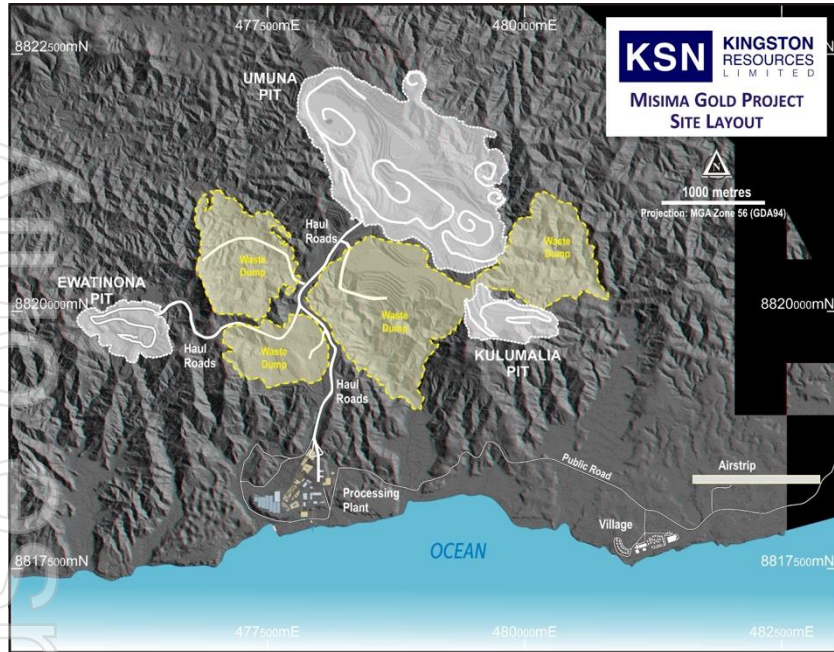 477500mE
480000mE
8822500mN
KSN
KINGSTON
RESOURCES
LIMITED
MISIMA GOLD PROJECT
SITE LAYOUT
UMUNA
PIT
N
1000 metres
Projection: MGA Zone 56 (GDA94)
Haul
Roads
Waste
Dump
Waste
Dump
EWATINONA
PIT
8820000mN
8820000mN
Waste
Dump
Waste
Dump
Haul
Roads
KULUMALIA
PIT
Haul
Roads
Public Road
Airstrip
Processing
Plant
Village
OCEAN
8817500mN
8817500mN
477500mE
480000mE
482500mE